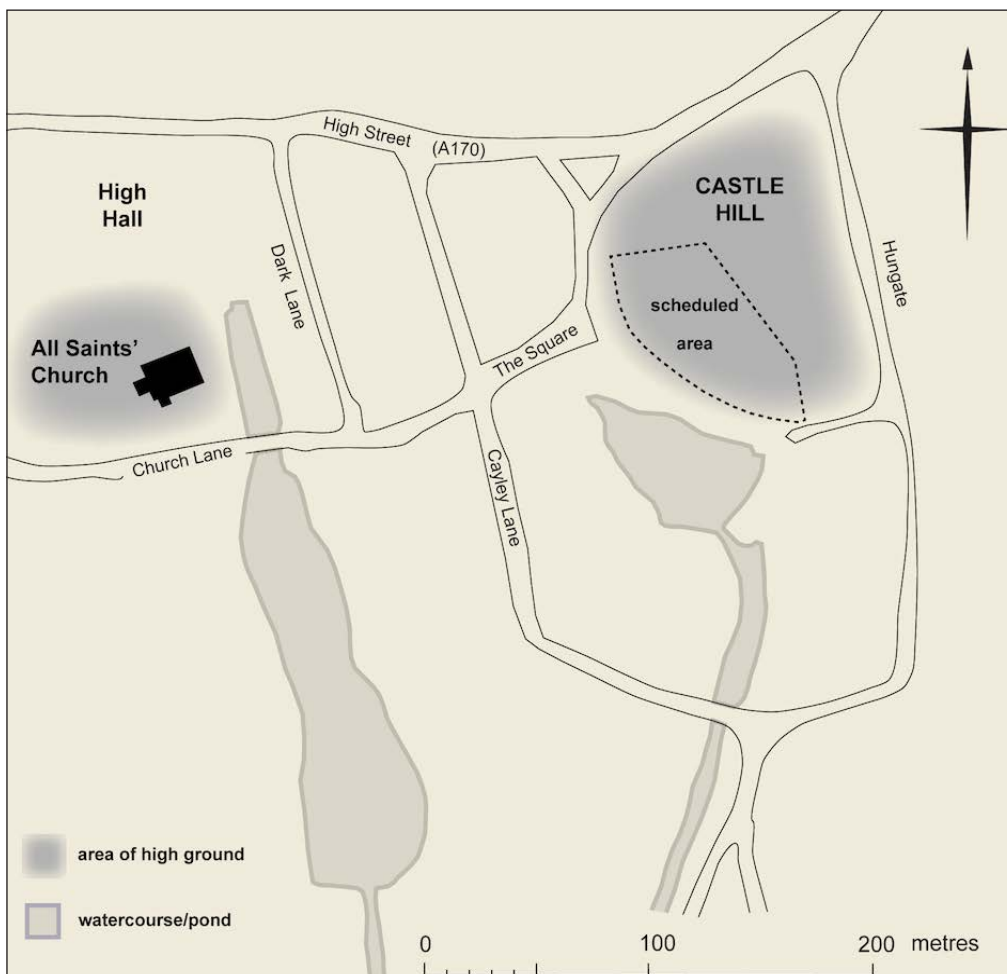 High Street (A170)
High
Hall
CASTLE
HILL
Dark Lane
Hungate
scheduled
area
All Saints'
Church
The Square
Church Lane
Cayley Lane
area of high ground
watercourse/pond
0 100 200 metres